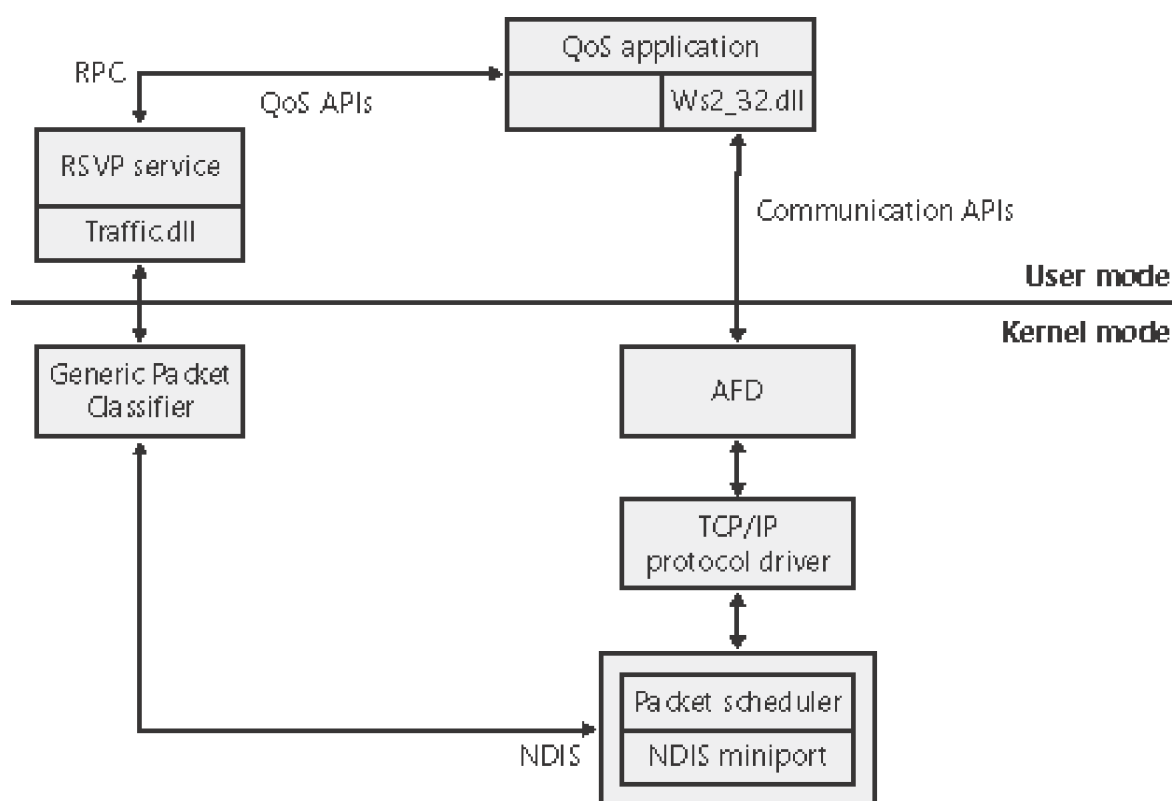 QoS application
RPC
QoS APIs
Ws2_32.dll
RSVP service
Traffic.dll
Communication APIs
User mode
Kernel mode
Generic Packet
Classifier
AFD
TCP/IP
protocol driver
Packet scheduler
NDIS
NDIS miniport